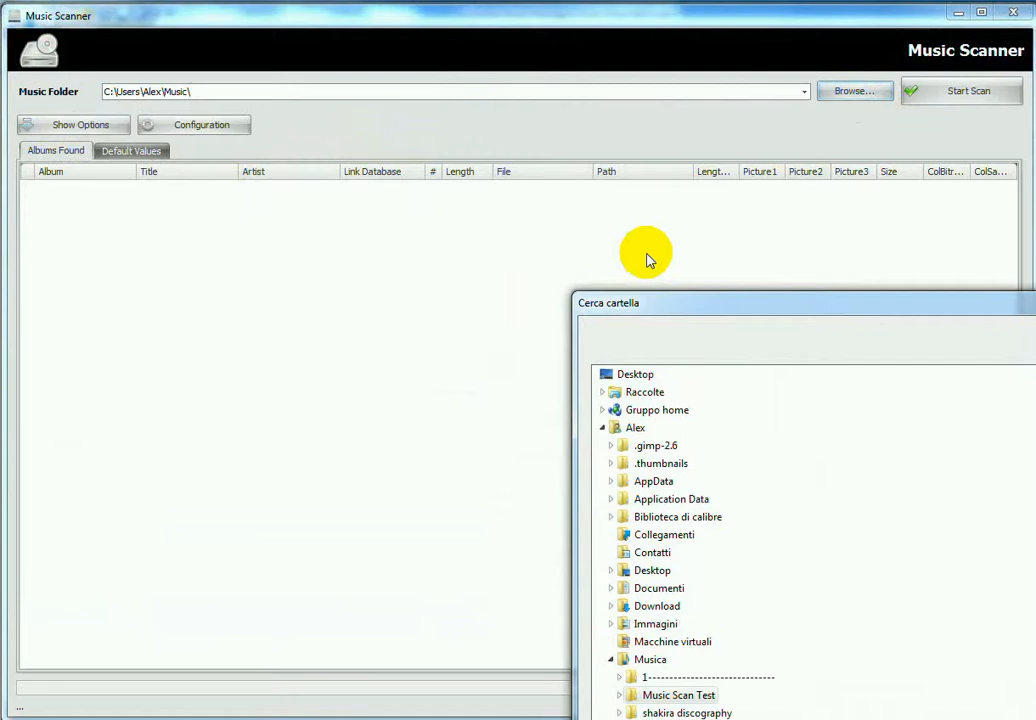 Music Scanner
Music Scanner
Music Folder C:\Users\Alex\Music\ Browse... Start Scan
Show Options Configuration
Albums Found Default Values
Album Title Artist Link Database # Length File Path Lengt... Picture1 Picture2 Picture3 Size ColBitr... ColSa...
Cerca cartella
Desktop
Raccolte
Gruppo home
Alex
.gimp-2.6
.thumbnails
AppData
Application Data
Biblioteca di calibre
Collegamenti
Contatti
Desktop
Documenti
Download
Immagini
Macchine virtuali
Musica
1------------------------------
Music Scan Test
shakira discography
...